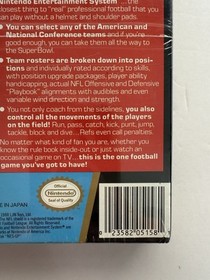 Nintendo Entertainment System ... the
closest thing to "real" professional football that you
can play without a helmet and shoulder pads.
• You can select any of the American and
National Conference teams and if you're
good enough, you can take them all the way to
the SuperBowl.
• Team rosters are broken down into posi-
tions and individually rated according to skills,
with position upgrade packages, player ability
handicapping, actual NFL Offensive and Defensive
"Playbook" alignments with audibles and even
variable wind direction and strength.
• You not only coach from the sidelines, you
also control all the movements of the players
on the field! Run, pass, catch, kick, punt, jump,
tackle, block and dive...Refs even call penalties.
No matter what kind of fan you are, whether you
know the rule book inside-out or just watch an
occasional game on TV... this is the one football
game you've got to have!
Official
Nintendo
Seal of Quality
E IN JAPAN
0 23582 05158